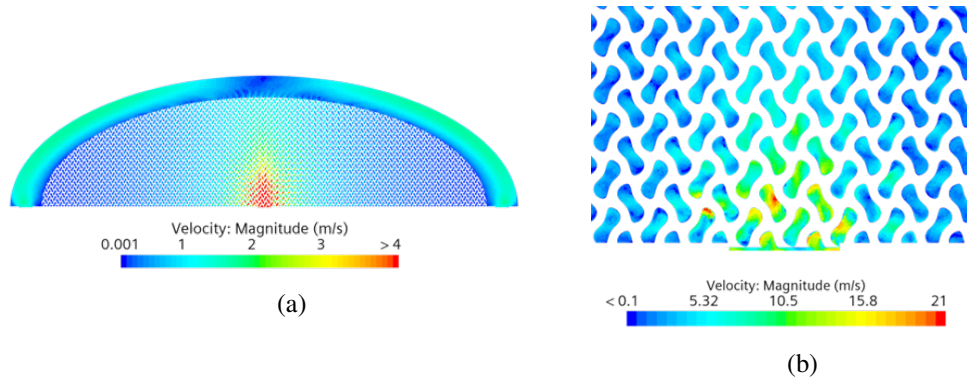 Velocity: Magnitude (m/s)
0.001 1 2 3 > 4
(a)
Velocity: Magnitude (m/s)
< 0.1 5.32 10.5 15.8 21
(b)